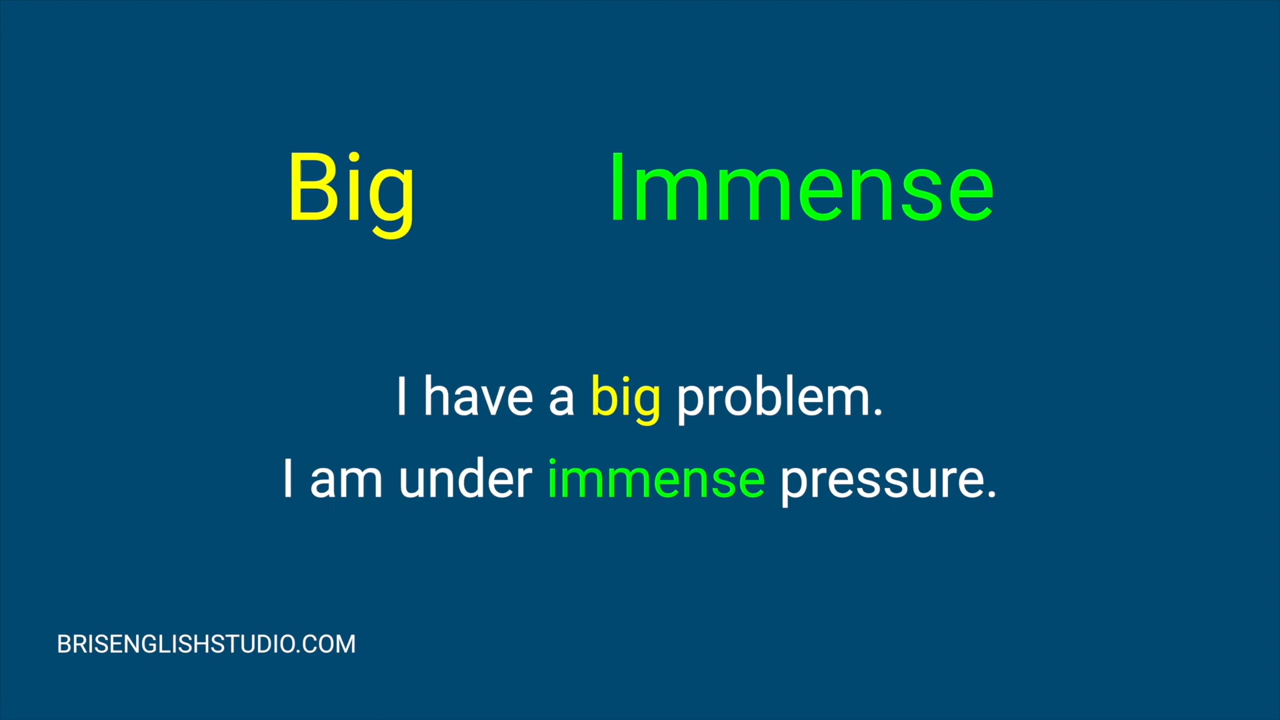 Big Immense
I have a big problem.
I am under immense pressure.
BRISENGLISHSTUDIO.COM